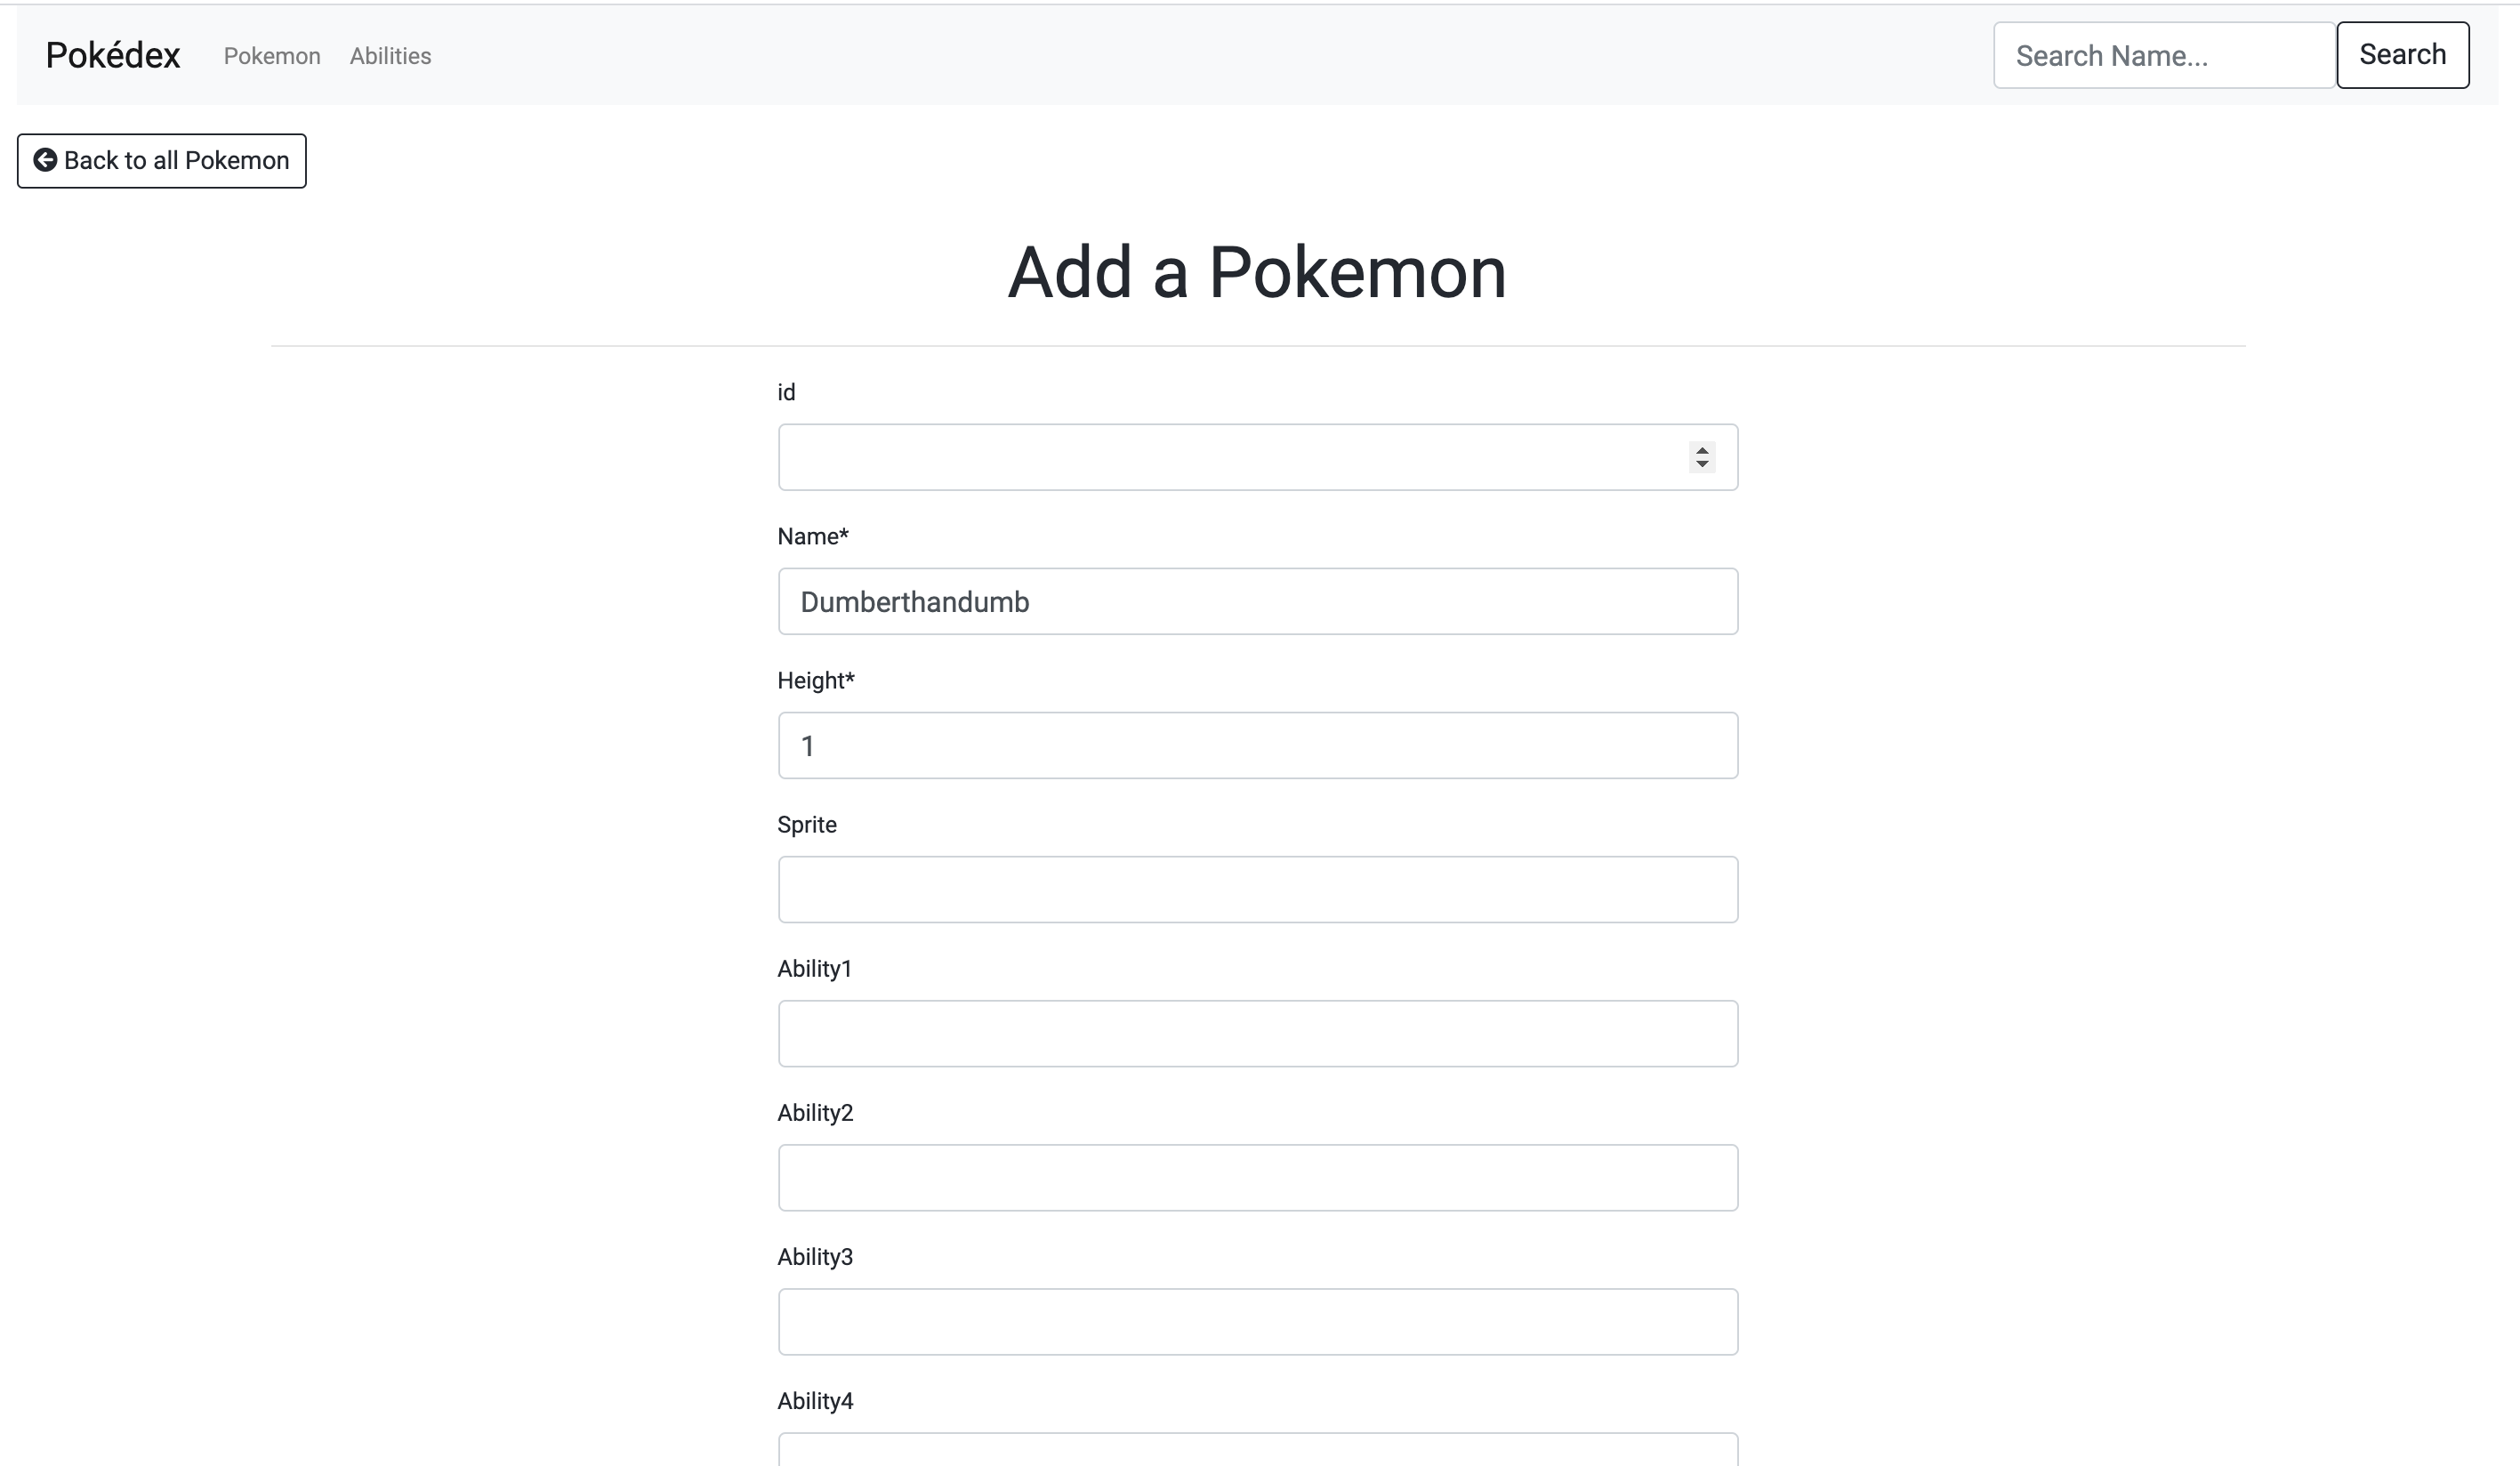 Pokédex Pokemon Abilities Search Name... Search
Back to all Pokemon
Add a Pokemon
id
Name*
Dumberthandumb
Height*
1
Sprite
Ability1
Ability2
Ability3
Ability4